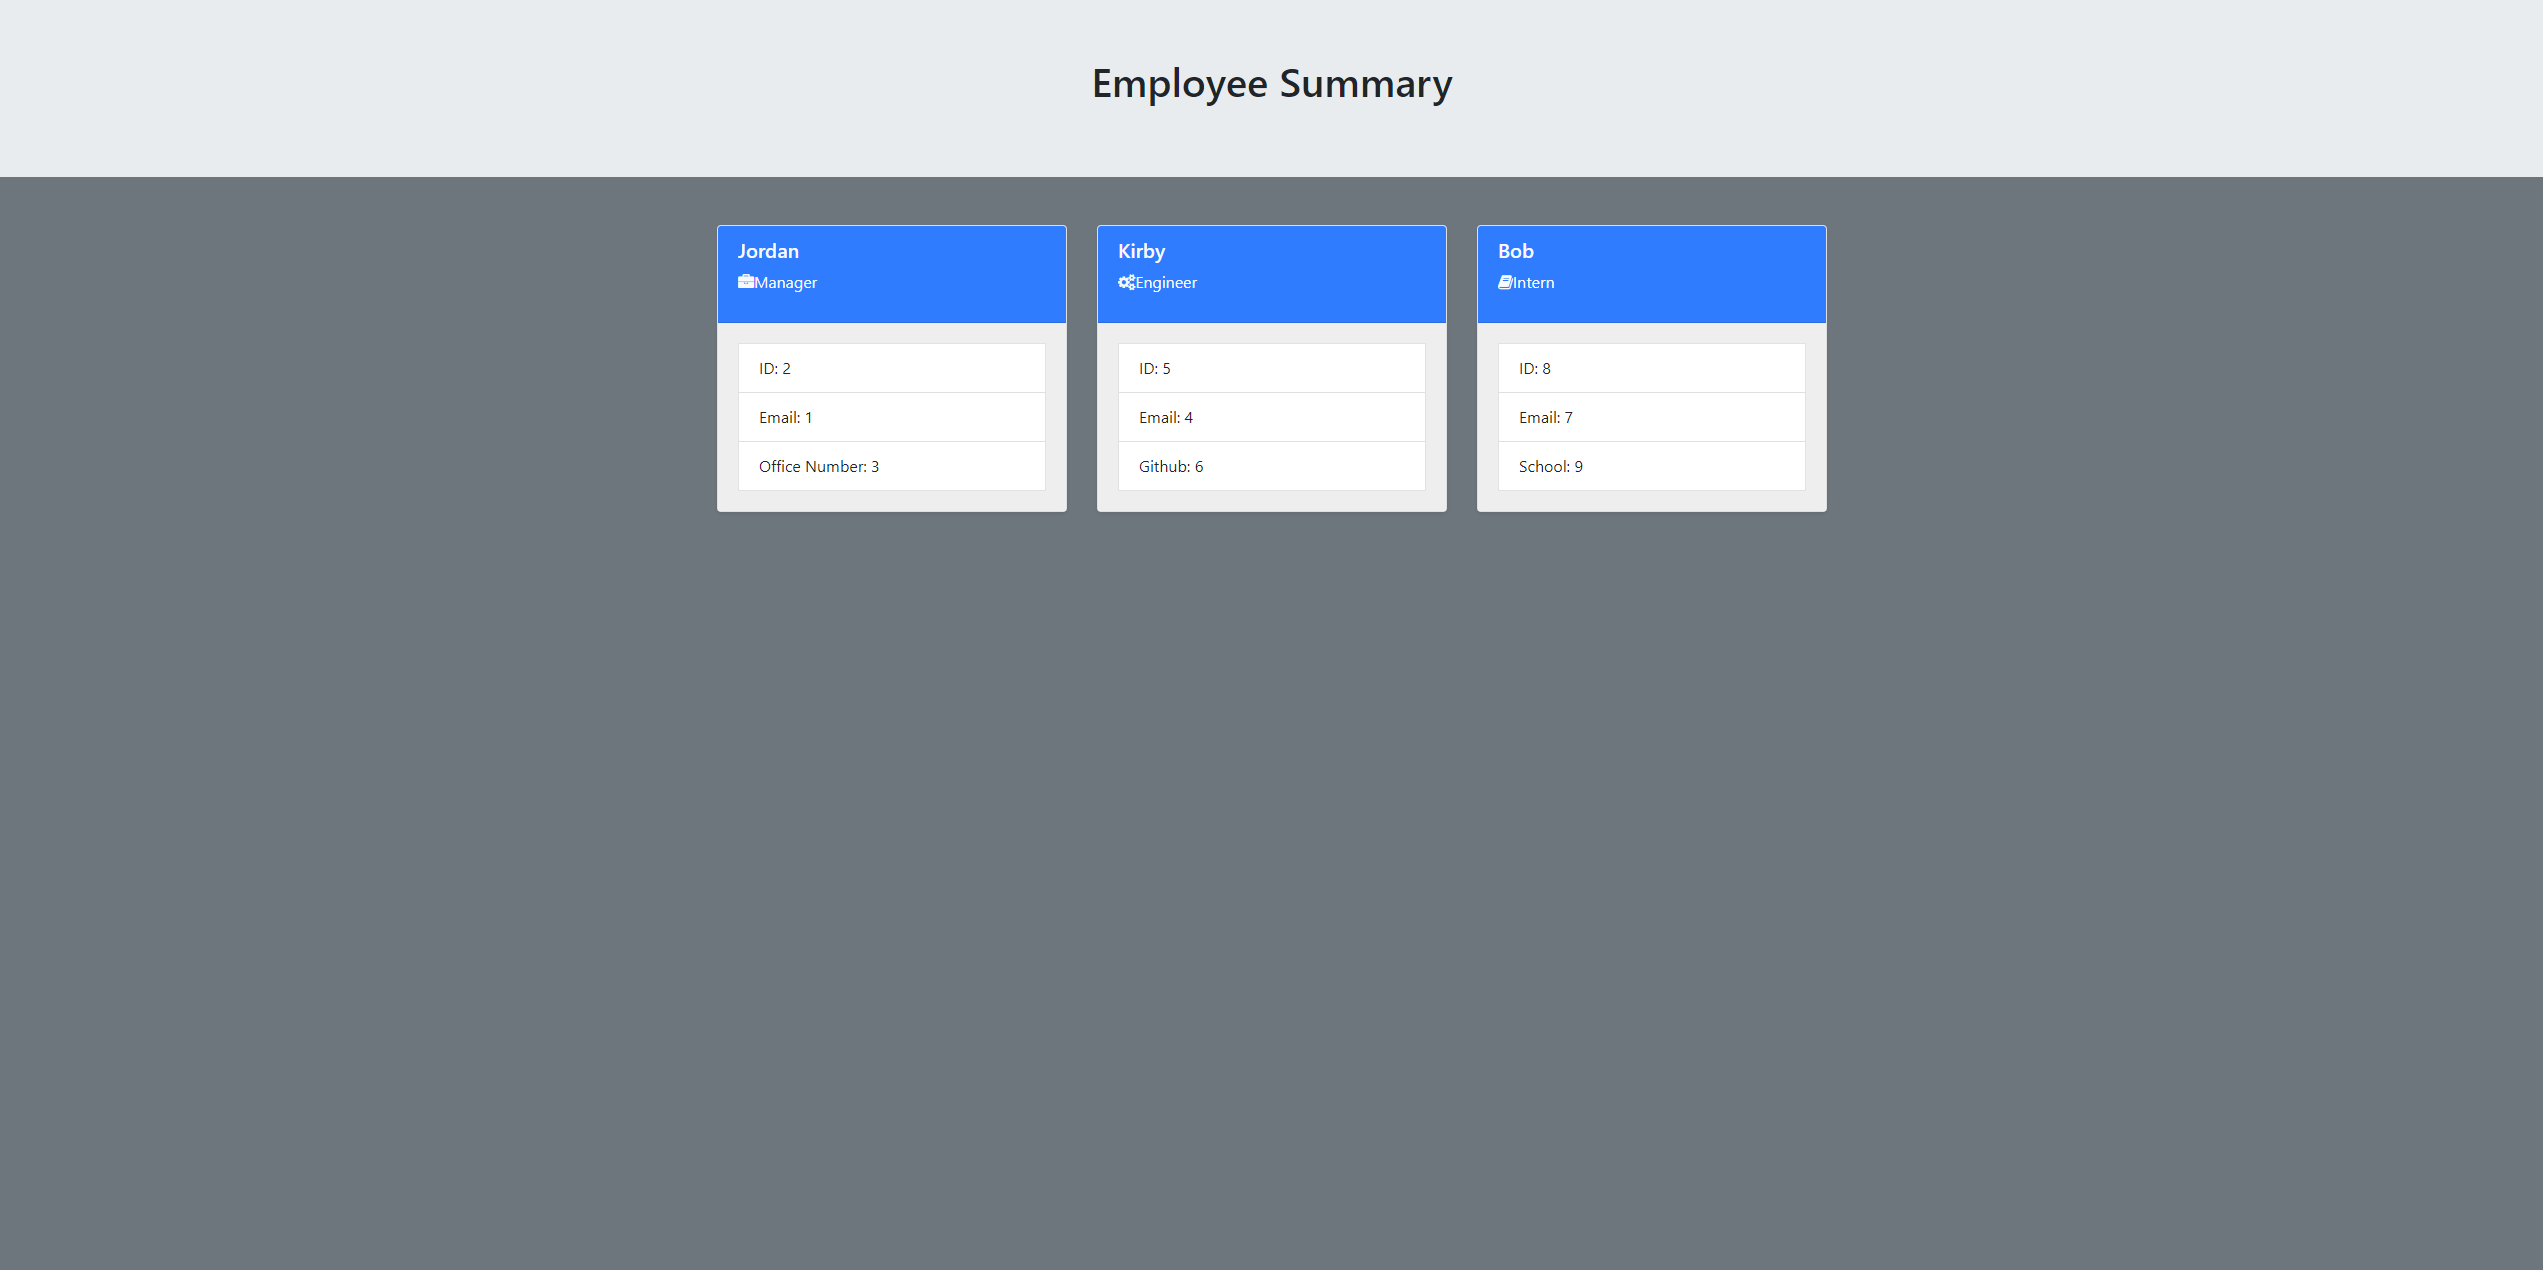 Employee Summary
Jordan
Manager
ID: 2
Email: 1
Office Number: 3
Kirby
Engineer
ID: 5
Email: 4
Github: 6
Bob
Intern
ID: 8
Email: 7
School: 9